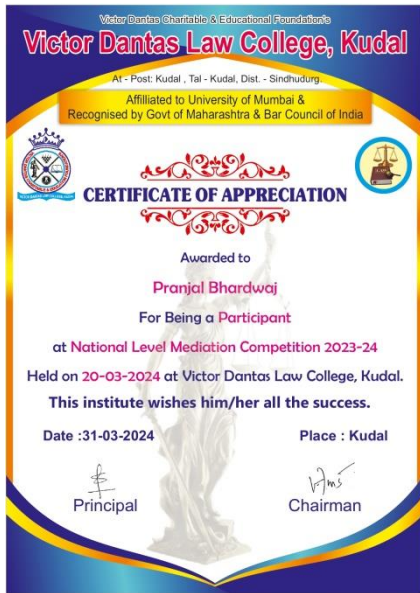 Victor Dantas Charitable & Educational Foundation's
Victor Dantas Law College, Kudal
At - Post: Kudal , Tal - Kudal, Dist. - Sindhudurg.
Affilliated to University of Mumbai &
Recognised by Govt of Maharashtra & Bar Council of India
CERTIFICATE OF APPRECIATION
Awarded to
Pranjal Bhardwaj
For Being a Participant
at National Level Mediation Competition 2023-24
Held on 20-03-2024 at Victor Dantas Law College, Kudal.
This institute wishes him/her all the success.
Date :31-03-2024
Place : Kudal
Principal
Chairman